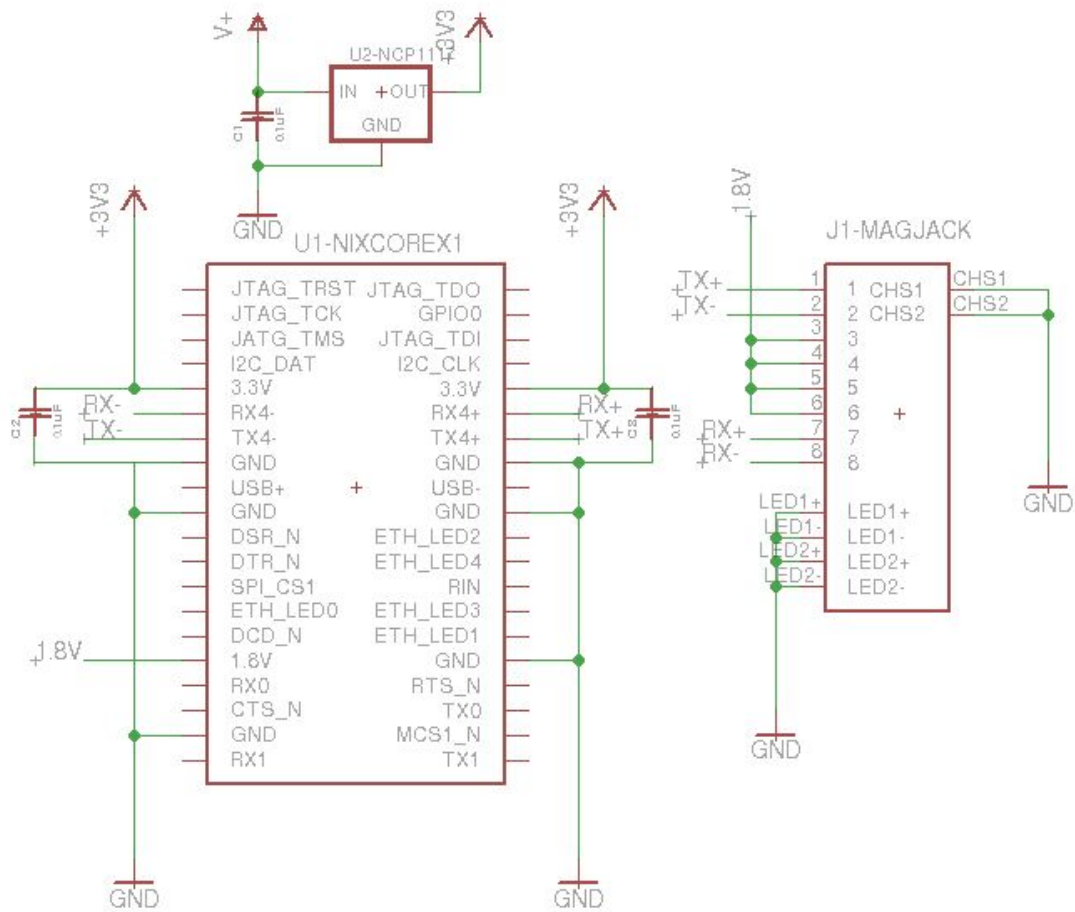 V+
+3V3
U2-NCP111
IN
OUT
GND
C1
0.1uF
GND
+3V3
+3V3
1.8V
U1-NIXCOREX1
J1-MAGJACK
JTAG_TRST
JTAG_TDO
JTAG_TCK
GPIO0
JATG_TMS
JTAG_TDI
I2C_DAT
I2C_CLK
3.3V
3.3V
RX4-
RX4+
TX4-
TX4+
GND
GND
USB+
USB-
GND
GND
DSR_N
ETH_LED2
DTR_N
ETH_LED4
SPI_CS1
RIN
ETH_LED0
ETH_LED3
DCD_N
ETH_LED1
1.8V
GND
RX0
RTS_N
CTS_N
TX0
GND
MCS1_N
RX1
TX1
C2
0.1uF
RX-
TX-
1.8V
GND
RX+
TX+
0.1uF
GND
TX+
TX-
RX+
RX-
1
2
3
4
5
6
7
8
1
2
3
4
5
6
7
8
CHS1
CHS2
CHS1
CHS2
GND
LED1+
LED1-
LED2+
LED2-
LED1+
LED1-
LED2+
LED2-
GND